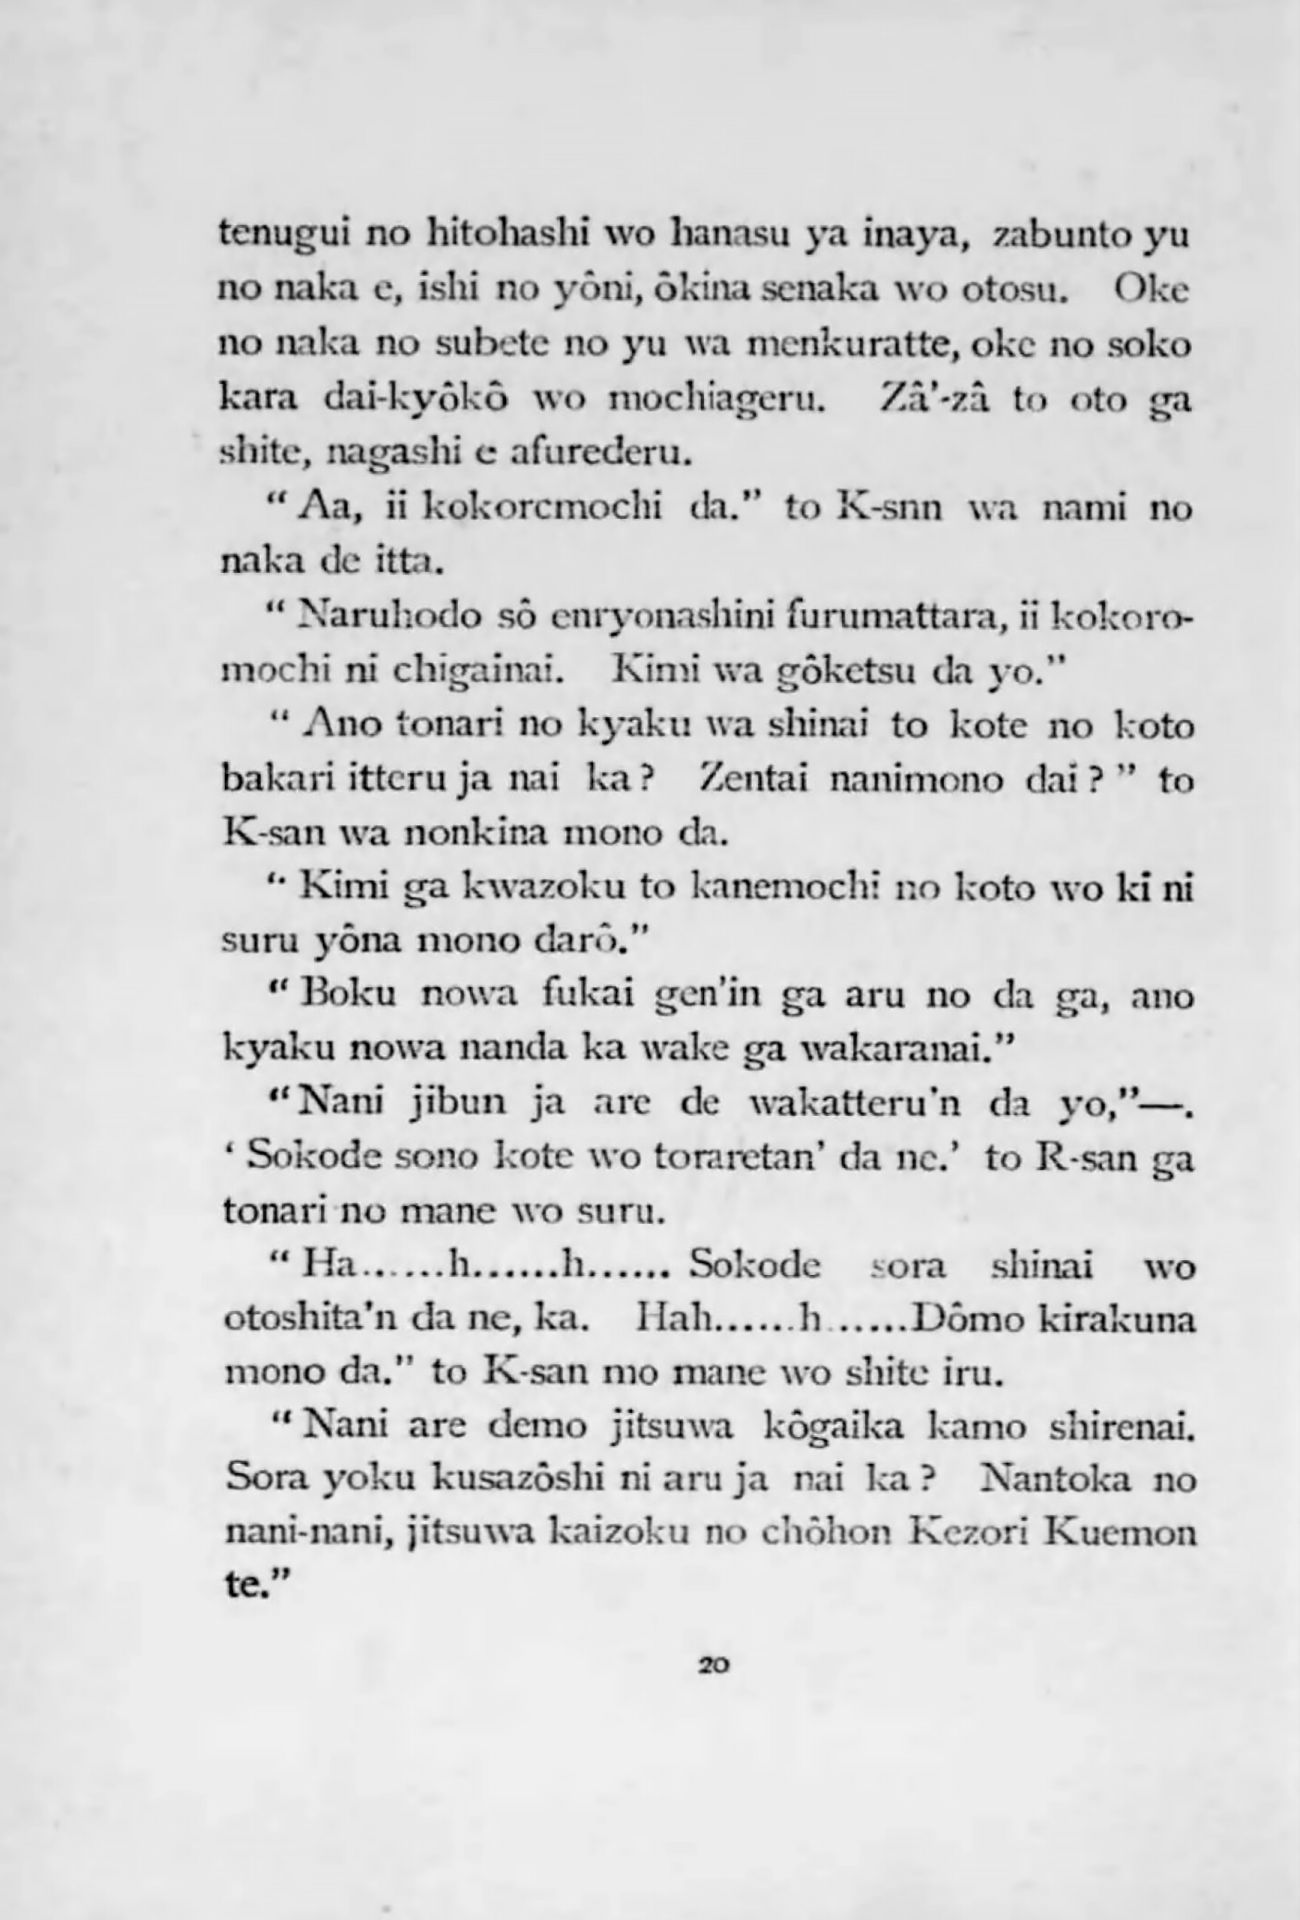 tenugui no hitohashi wo hanasu ya inaya, zabunto yu
no naka e, ishi no yôni, ôkina senaka wo otosu. Oke
no naka no subete no yu wa menkuratte, oke no soko
kara dai-kyôkô wo mochiageru. Zâ’-zâ to oto ga
shite, nagashi e afurederu.
“ Aa, ii kokoremochi da.” to K-snn wa nami no
naka de itta.
“ Naruhodo sô enryonashini furumattara, ii kokoro-
mochi ni chigainai. Kimi wa gôketsu da yo.”
“ Ano tonari no kyaku wa shinai to kote no koto
bakari itteru ja nai ka ? Zentai nanimono dai ? ” to
K-san wa nonkina mono da.
“ Kimi ga kwazoku to kanemochi no koto wo ki ni
suru yôna mono darô.”
“ Boku nowa fukai gen’in ga aru no da ga, ano
kyaku nowa nanda ka wake ga wakaranai.”
“Nani jibun ja are de wakatteru’n da yo,”—.
‘ Sokode sono kote wo toraretan’ da ne.’ to R-san ga
tonari no mane wo suru.
“ Ha......h......h...... Sokode sora shinai wo
otoshita’n da ne, ka. Hah......h......Dômo kirakuna
mono da.” to K-san mo mane wo shite iru.
“ Nani are demo jitsuwa kôgaika kamo shirenai.
Sora yoku kusazôshi ni aru ja nai ka ? Nantoka no
nani-nani, jitsuwa kaizoku no chôhon Kezori Kuemon
te.”
20